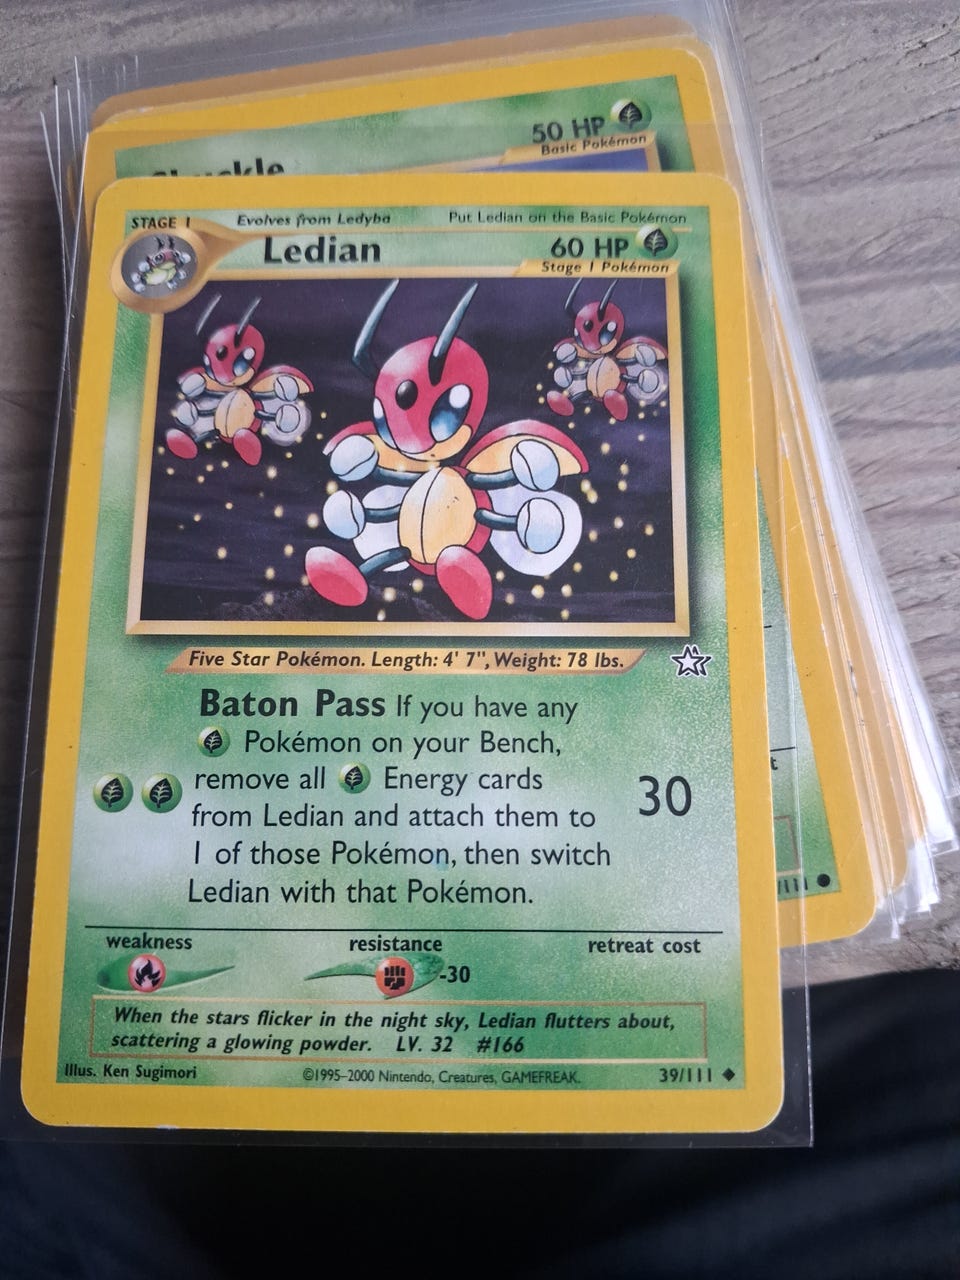 50 HP
Basic Pokémon
STAGE 1 Evolves from Ledyba Put Ledian on the Basic Pokémon
Ledian 60 HP
Stage 1 Pokémon
Five Star Pokémon. Length: 4' 7", Weight: 78 lbs.
Baton Pass If you have any
Pokémon on your Bench,
remove all Energy cards
from Ledian and attach them to
1 of those Pokémon, then switch
Ledian with that Pokémon.
30
weakness resistance retreat cost
-30
When the stars flicker in the night sky, Ledian flutters about,
scattering a glowing powder. LV. 32 #166
Illus. Ken Sugimori ©1995–2000 Nintendo, Creatures, GAMEFREAK. 39/111
/111